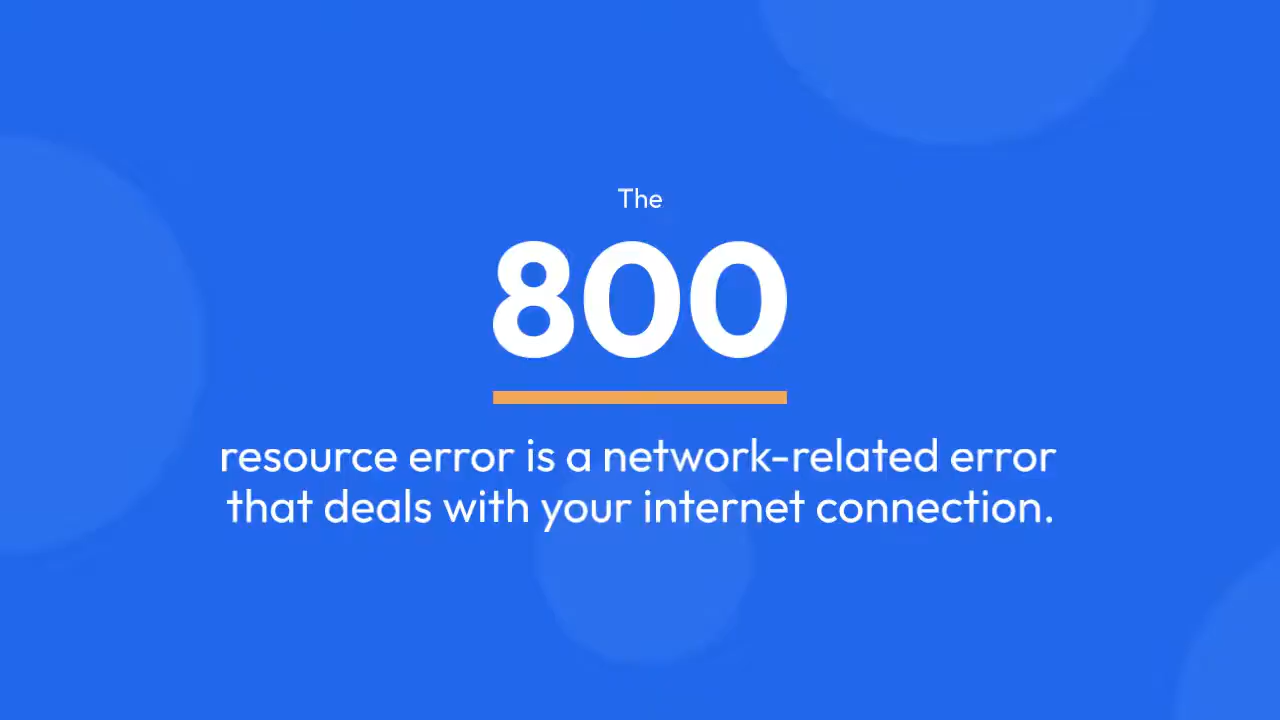 The
800
resource error is a network-related error
that deals with your internet connection.